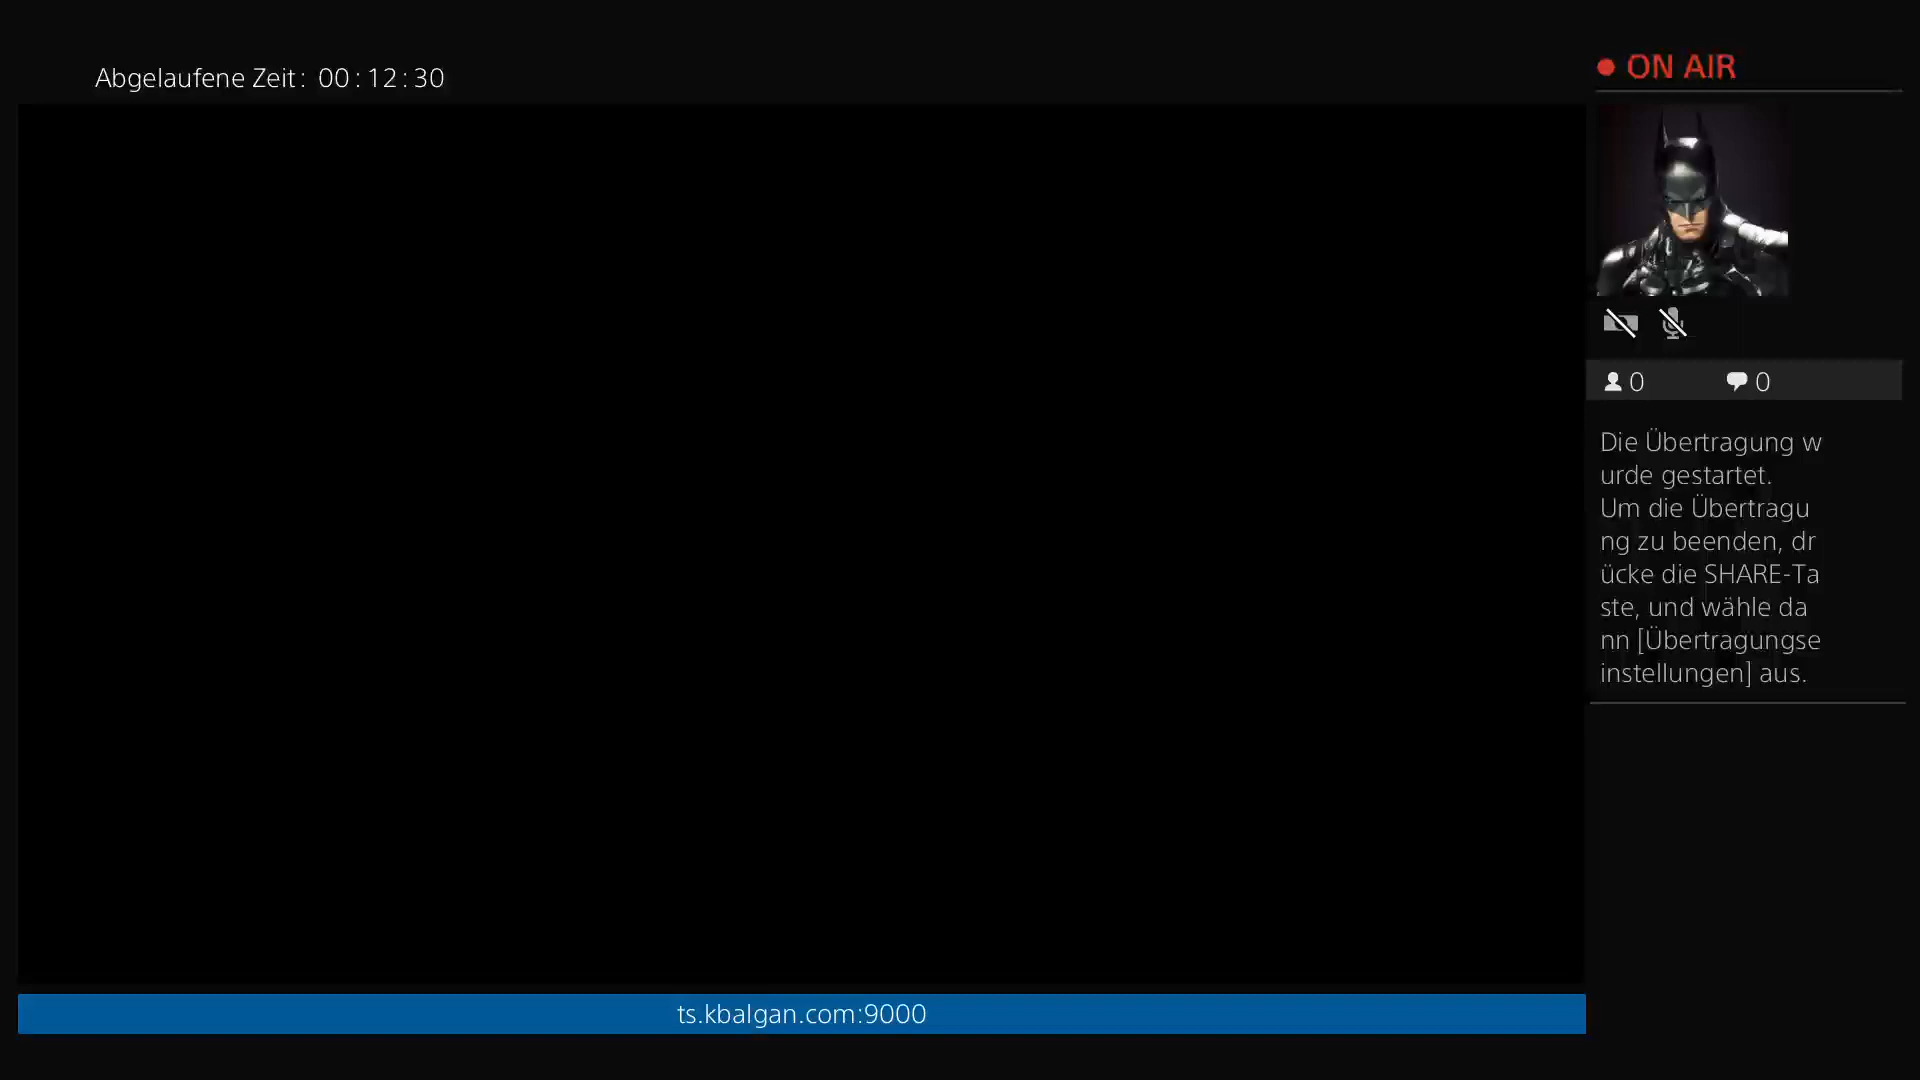 Abgelaufene Zeit: 00:12:30
ON AIR
0
0
Die Übertragung w
urde gestartet.
Um die Übertragu
ng zu beenden, dr
ücke die SHARE-Ta
ste, und wähle da
nn [Übertragungse
instellungen] aus.
ts.kbalgan.com:9000